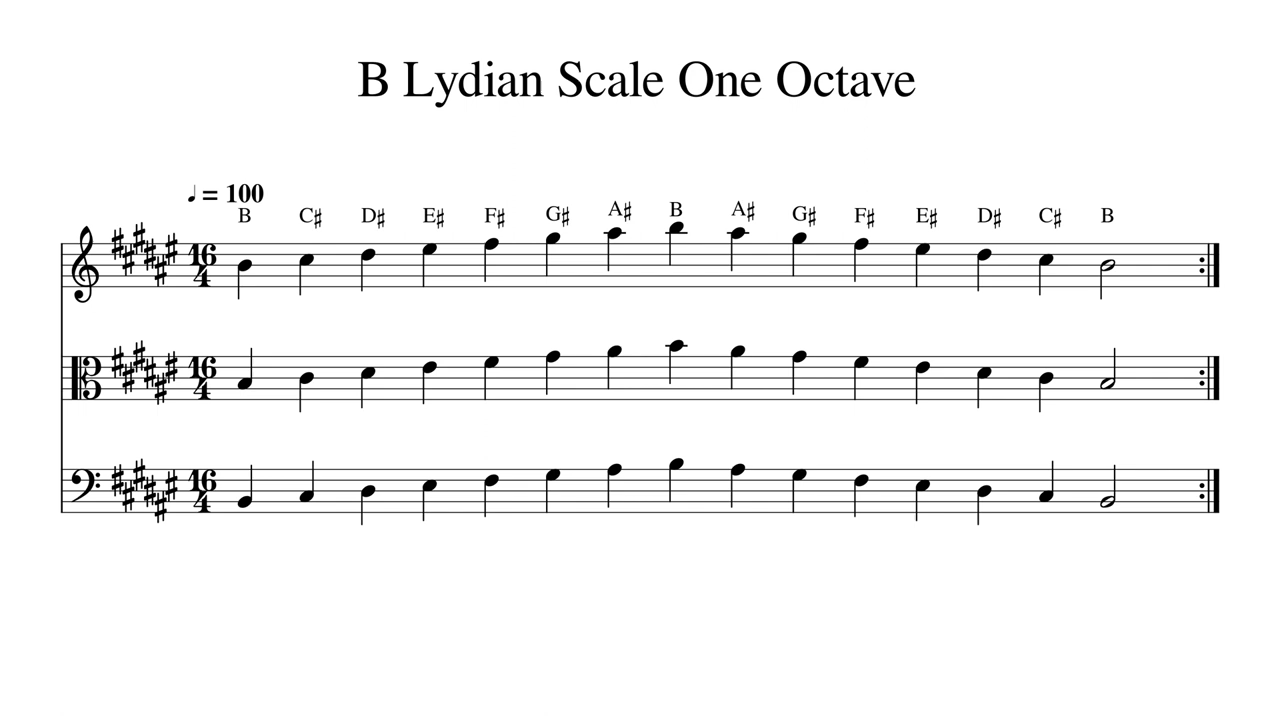 B Lydian Scale One Octave
♩ = 100
B C♯ D♯ E♯ F♯ G♯ A♯ B A♯ G♯ F♯ E♯ D♯ C♯ B
16
4
16
4
16
4